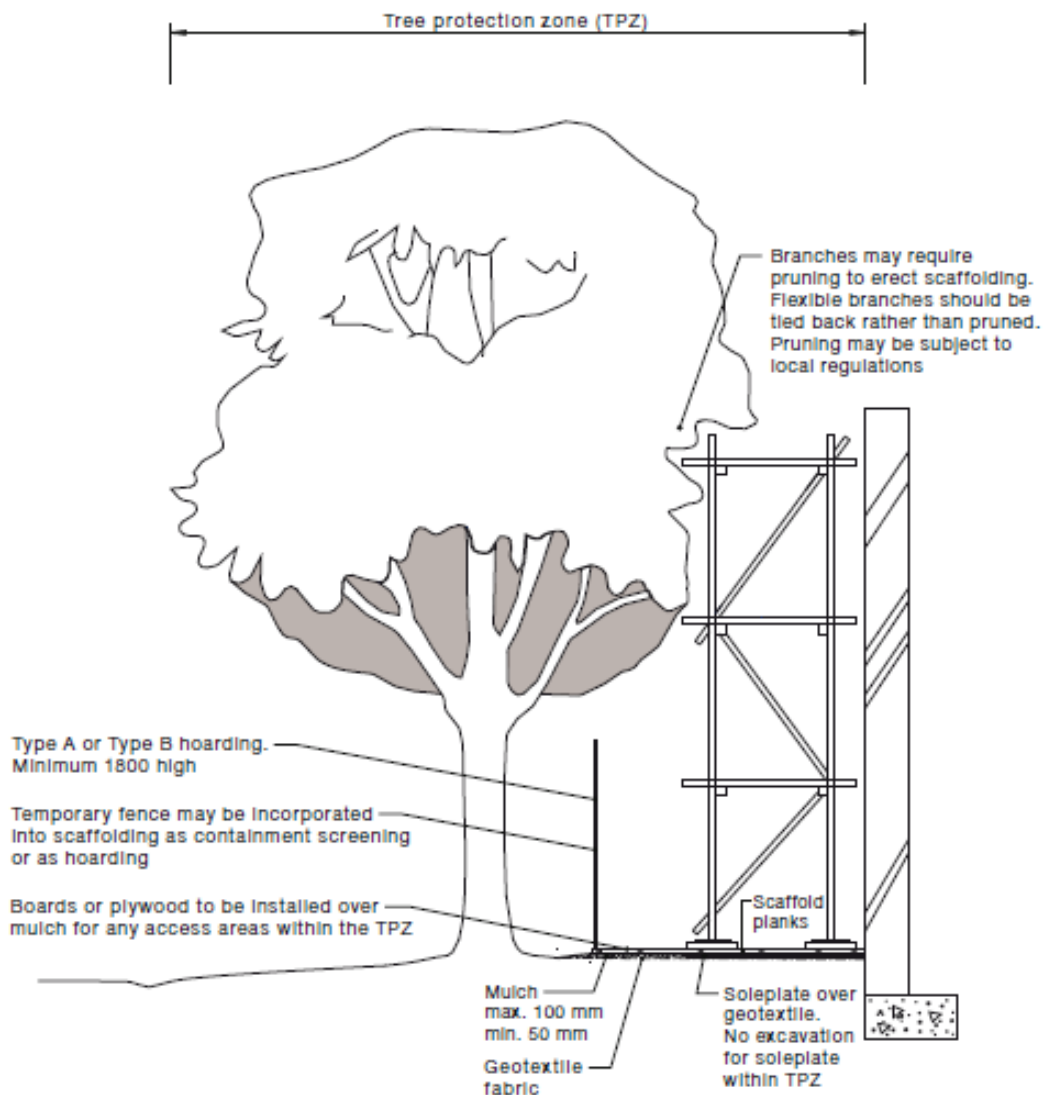 Tree protection zone (TPZ)
Branches may require
pruning to erect scaffolding.
Flexible branches should be
tied back rather than pruned.
Pruning may be subject to
local regulations
Type A or Type B hoarding.
Minimum 1800 high
Temporary fence may be incorporated
into scaffolding as containment screening
or as hoarding
Boards or plywood to be installed over
mulch for any access areas within the TPZ
Scaffold
planks
Mulch
max. 100 mm
min. 50 mm
Geotextile
fabric
Soleplate over
geotextile.
No excavation
for soleplate
within TPZ